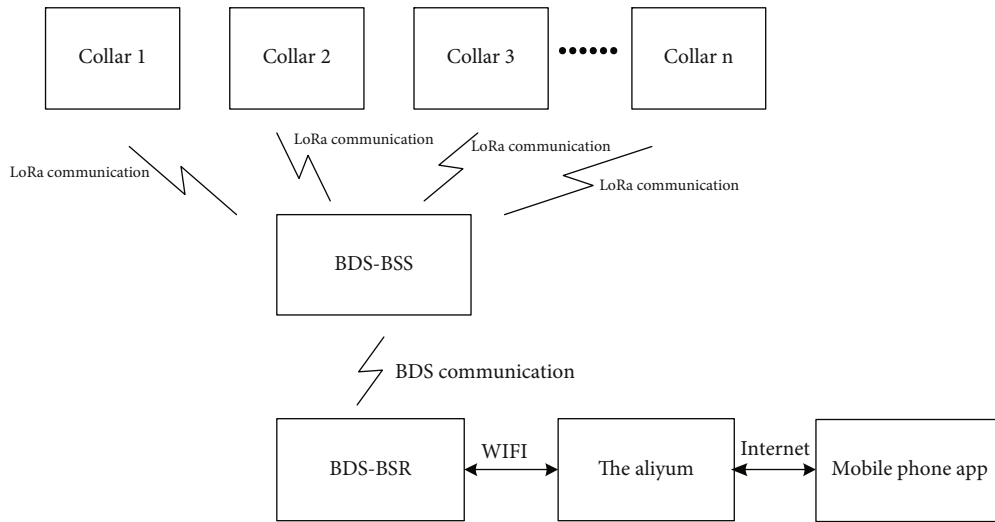 Collar 1
Collar 2
Collar 3
Collar n
LoRa communication
LoRa communication
LoRa communication
LoRa communication
BDS-BSS
BDS communication
BDS-BSR
WIFI
The aliyum
Internet
Mobile phone app